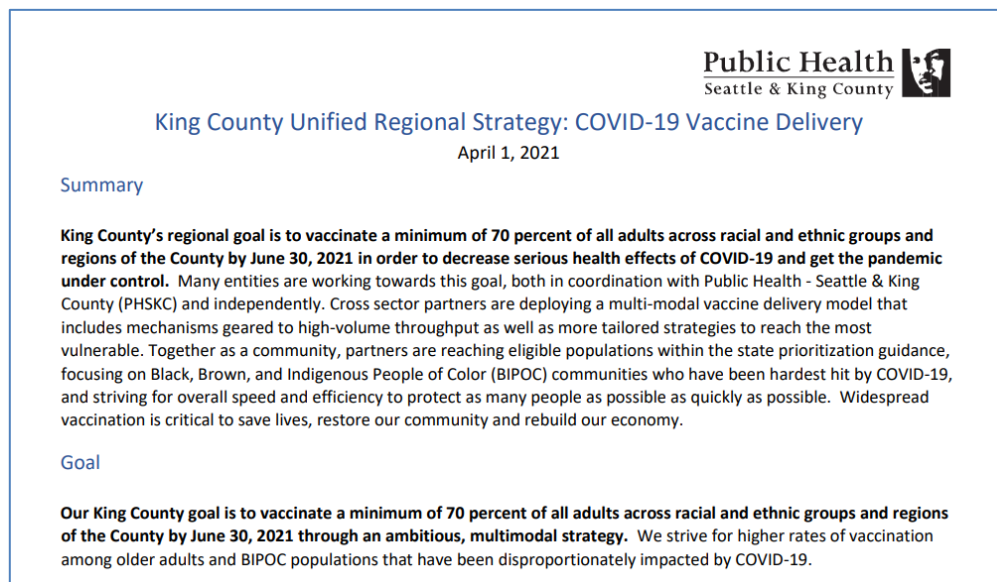 Public Health
Seattle & King County
King County Unified Regional Strategy: COVID-19 Vaccine Delivery
April 1, 2021
Summary
King County's regional goal is to vaccinate a minimum of 70 percent of all adults across racial and ethnic groups and
regions of the County by June 30, 2021 in order to decrease serious health effects of COVID-19 and get the pandemic
under control. Many entities are working towards this goal, both in coordination with Public Health - Seattle & King
County (PHSKC) and independently. Cross sector partners are deploying a multi-modal vaccine delivery model that
includes mechanisms geared to high-volume throughput as well as more tailored strategies to reach the most
vulnerable. Together as a community, partners are reaching eligible populations within the state prioritization guidance,
focusing on Black, Brown, and Indigenous People of Color (BIPOC) communities who have been hardest hit by COVID-19,
and striving for overall speed and efficiency to protect as many people as possible as quickly as possible. Widespread
vaccination is critical to save lives, restore our community and rebuild our economy.
Goal
Our King County goal is to vaccinate a minimum of 70 percent of all adults across racial and ethnic groups and regions
of the County by June 30, 2021 through an ambitious, multimodal strategy. We strive for higher rates of vaccination
among older adults and BIPOC populations that have been disproportionately impacted by COVID-19.